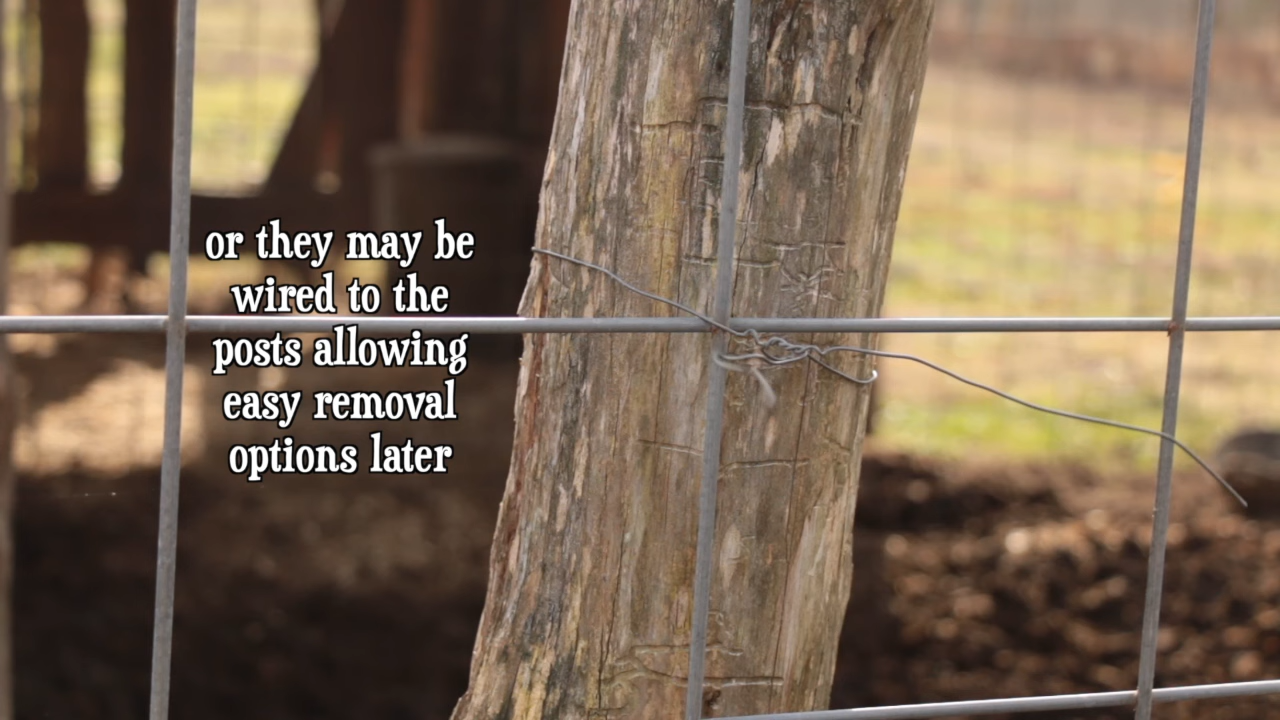 or they may be
wired to the
posts allowing
easy removal
options later